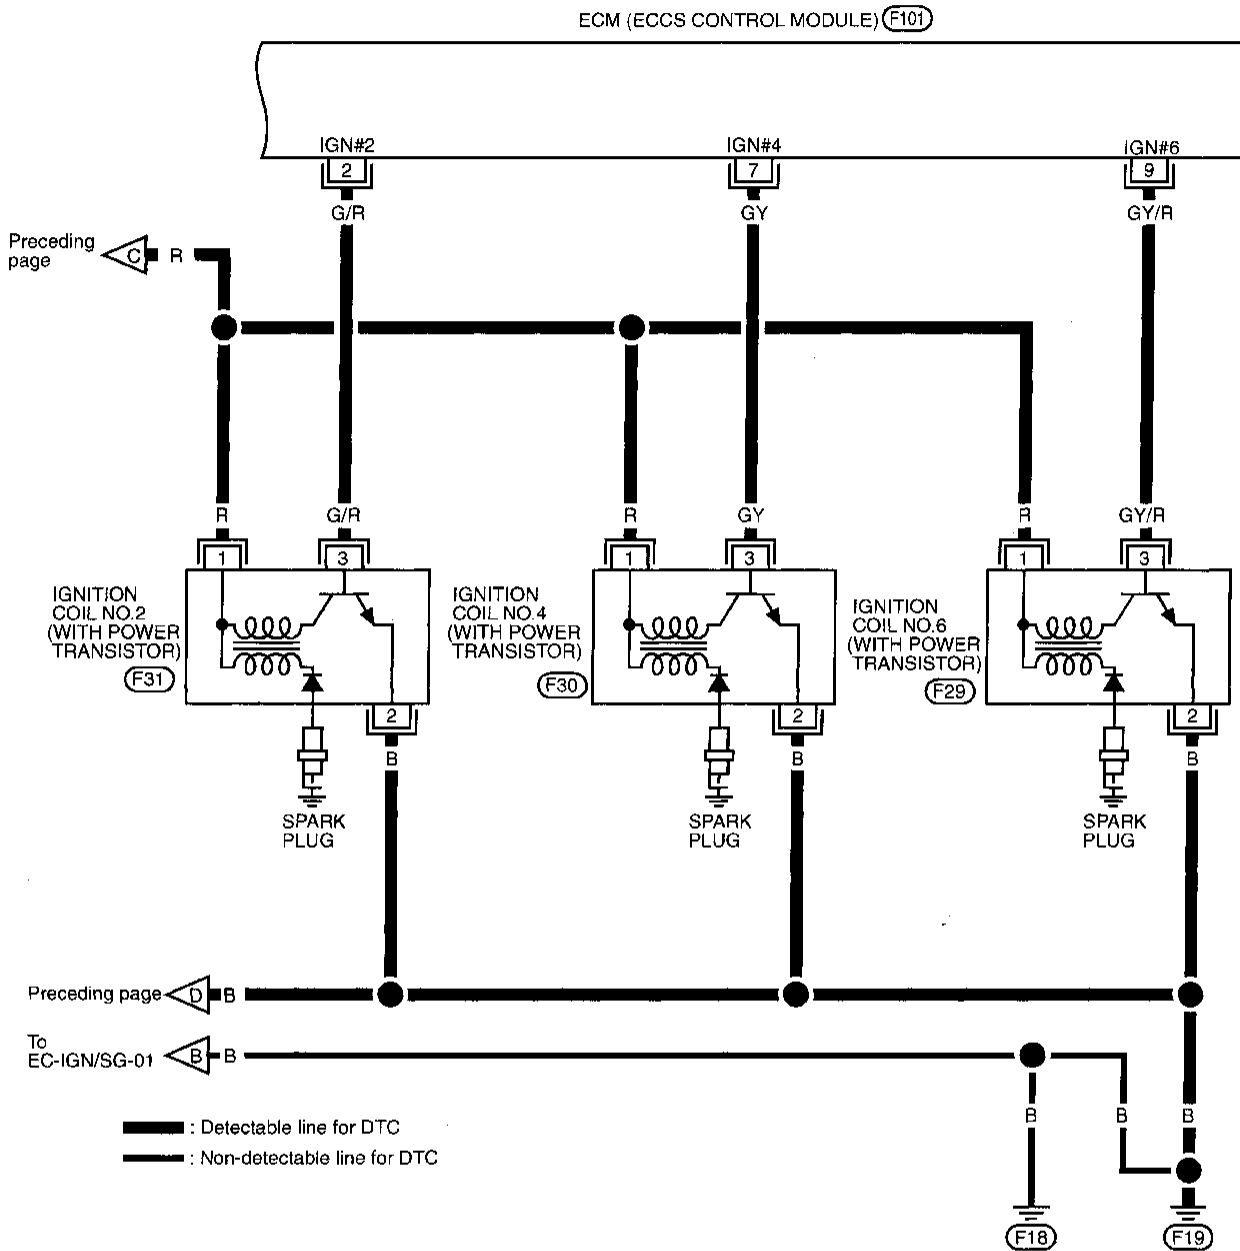 ECM (ECCS CONTROL MODULE) F101
IGN#2
IGN#4
IGN#6
2
7
9
G/R
GY
GY/R
Preceding
page
C
R
R
G/R
R
GY
R
GY/R
1
3
1
3
1
3
IGNITION
COIL NO.2
(WITH POWER
TRANSISTOR)
F31
IGNITION
COIL NO.4
(WITH POWER
TRANSISTOR)
F30
IGNITION
COIL NO.6
(WITH POWER
TRANSISTOR)
F29
2
2
2
B
B
B
SPARK
PLUG
SPARK
PLUG
SPARK
PLUG
Preceding page
D
B
To
EC-IGN/SG-01
B
B
B
B
B
: Detectable line for DTC
: Non-detectable line for DTC
F18
F19